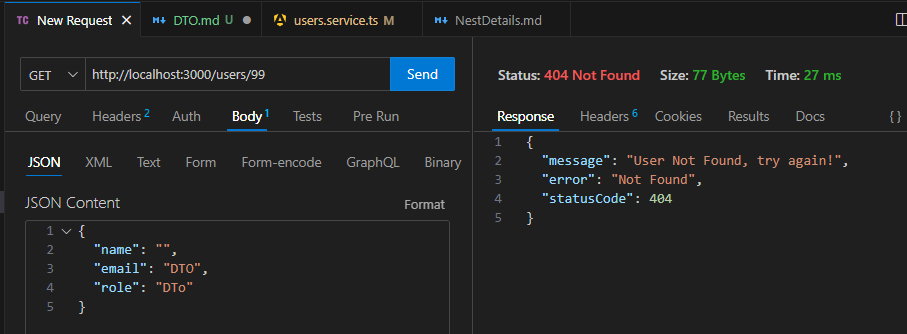 TC New Request × DTO.md U ● users.service.ts M NestDetails.md
GET http://localhost:3000/users/99 Send
Status: 404 Not Found Size: 77 Bytes Time: 27 ms
Query Headers 2 Auth Body 1 Tests Pre Run
Response Headers 6 Cookies Results Docs { }
JSON XML Text Form Form-encode GraphQL Binary
JSON Content Format
1 {
2 "name": "",
3 "email": "DTO",
4 "role": "DTo"
5 }
1 {
2 "message": "User Not Found, try again!",
3 "error": "Not Found",
4 "statusCode": 404
5 }